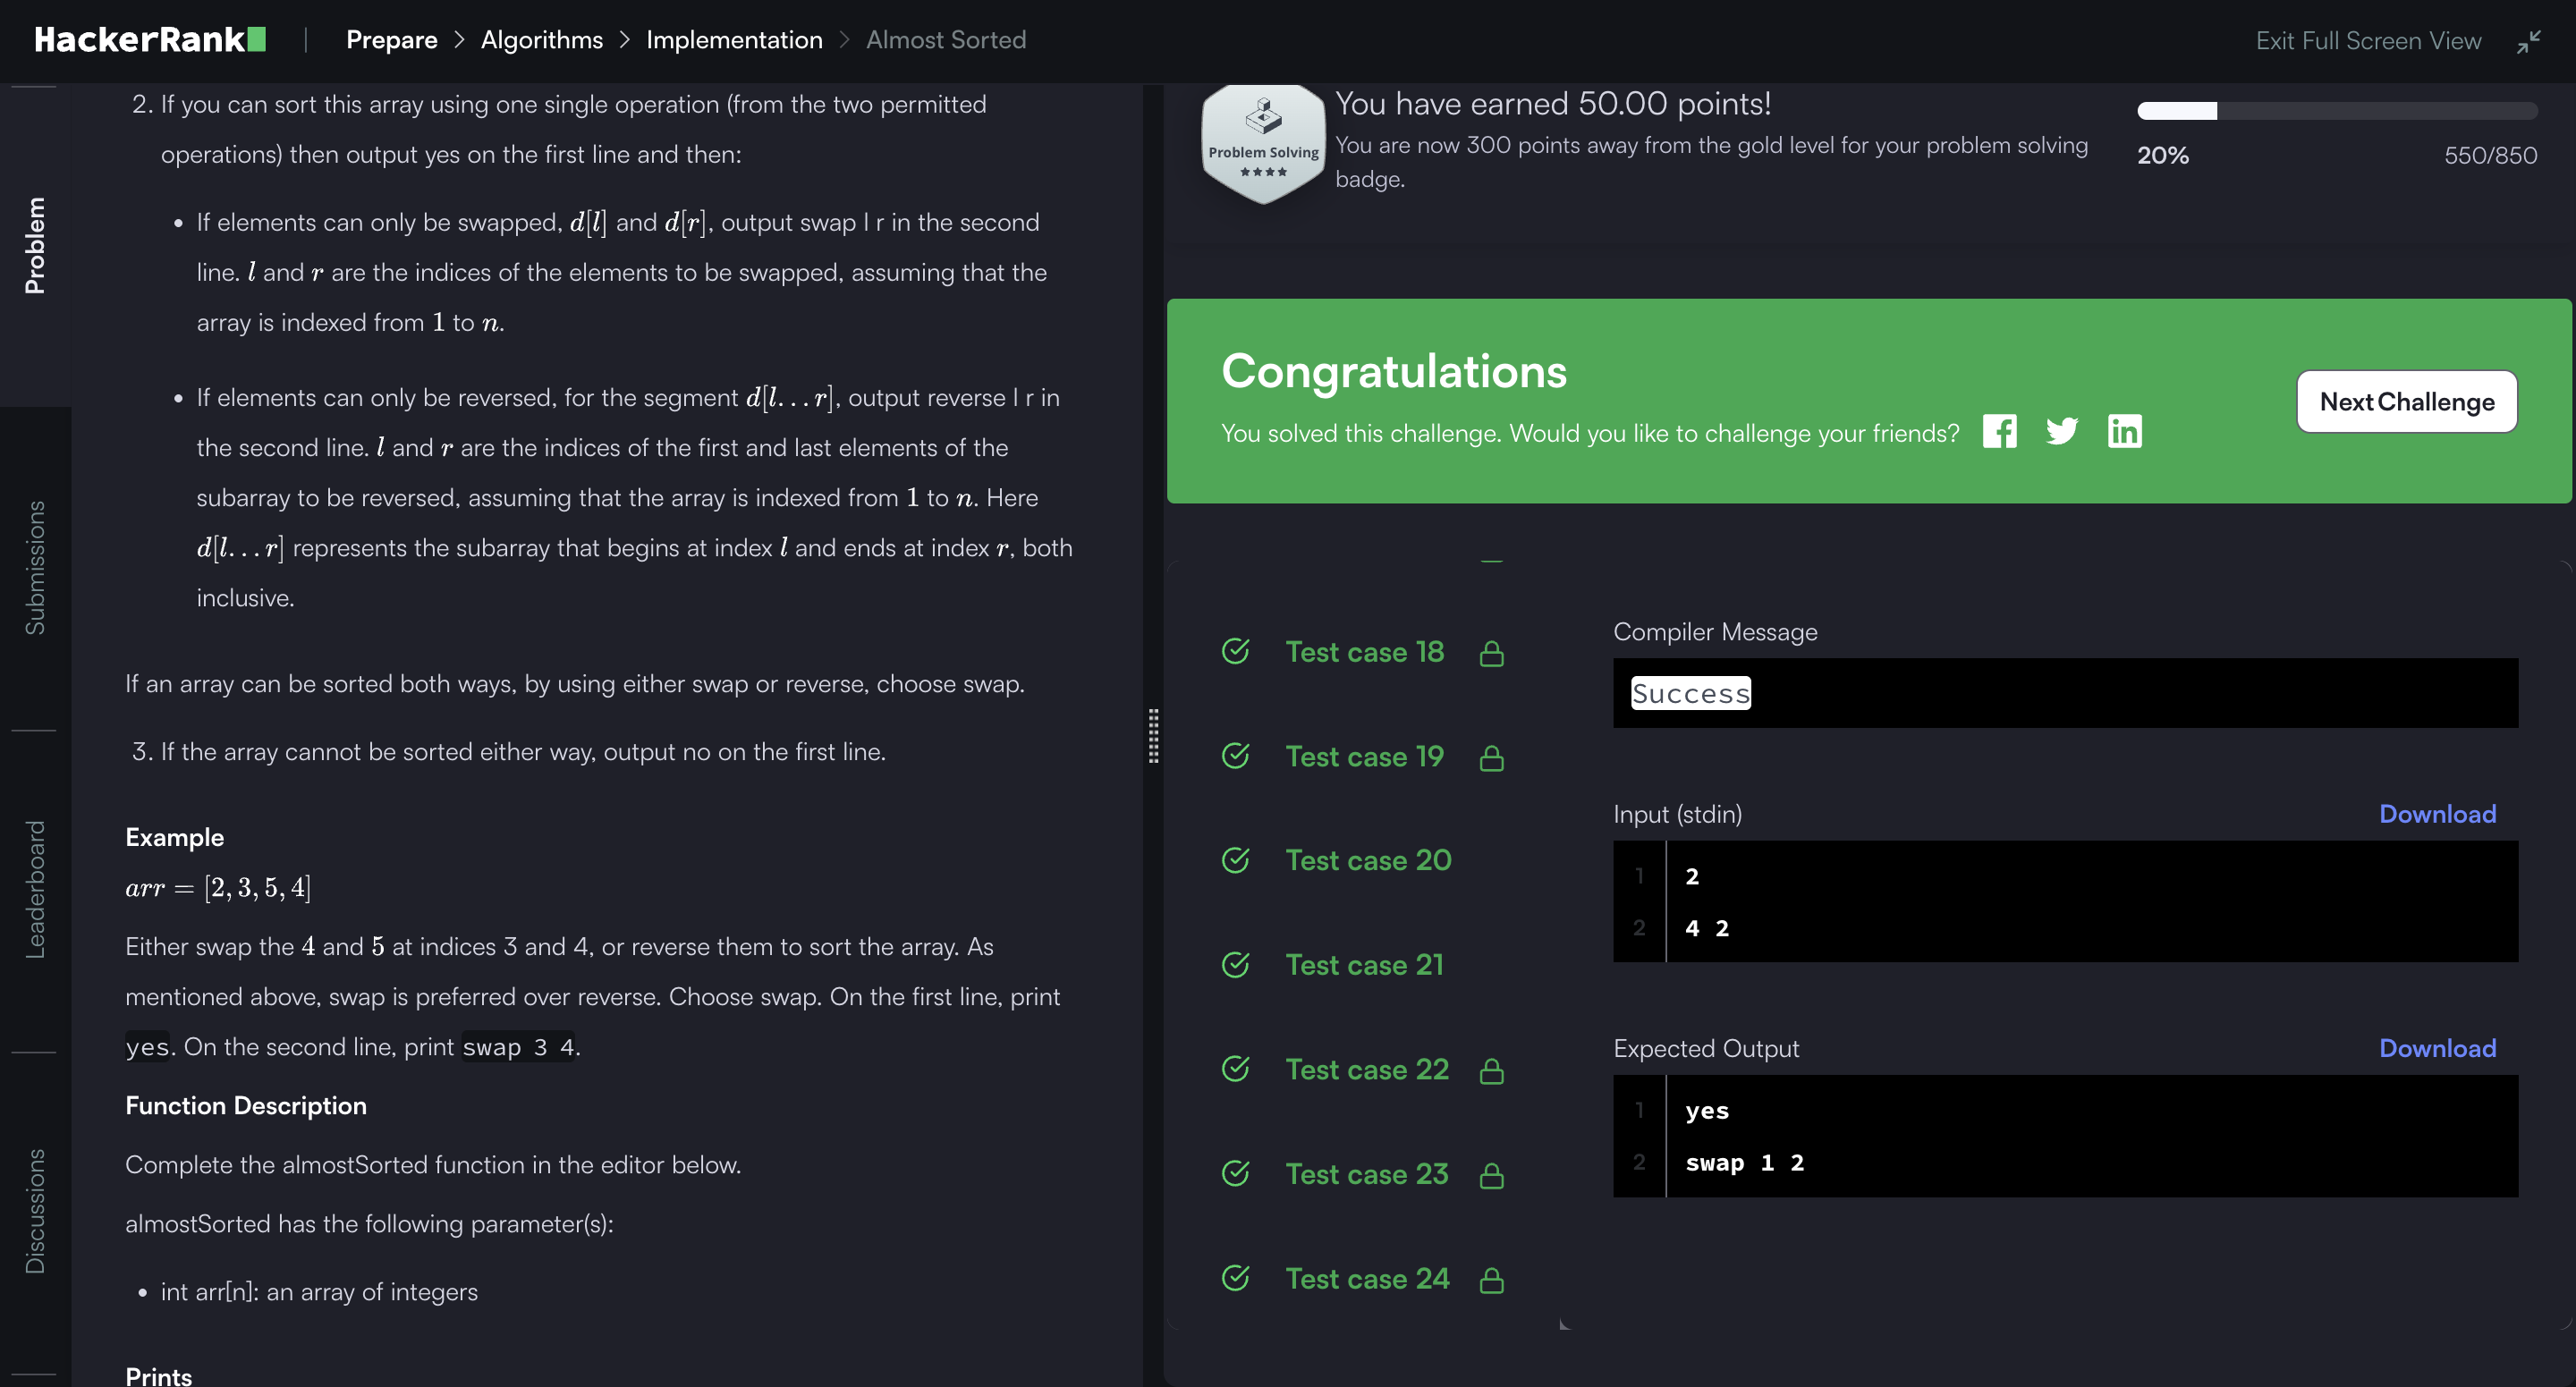 HackerRank
Prepare > Algorithms > Implementation > Almost Sorted
Exit Full Screen View
Problem
Submissions
Leaderboard
Discussions
2. If you can sort this array using one single operation (from the two permitted
operations) then output yes on the first line and then:
• If elements can only be swapped, d[l] and d[r], output swap l r in the second
line. l and r are the indices of the elements to be swapped, assuming that the
array is indexed from 1 to n.
• If elements can only be reversed, for the segment d[l...r], output reverse l r in
the second line. l and r are the indices of the first and last elements of the
subarray to be reversed, assuming that the array is indexed from 1 to n. Here
d[l...r] represents the subarray that begins at index l and ends at index r, both
inclusive.
If an array can be sorted both ways, by using either swap or reverse, choose swap.
3. If the array cannot be sorted either way, output no on the first line.
Example
arr = [2, 3, 5, 4]
Either swap the 4 and 5 at indices 3 and 4, or reverse them to sort the array. As
mentioned above, swap is preferred over reverse. Choose swap. On the first line, print
yes. On the second line, print swap 3 4.
Function Description
Complete the almostSorted function in the editor below.
almostSorted has the following parameter(s):
• int arr[n]: an array of integers
Prints
Problem Solving
You have earned 50.00 points!
You are now 300 points away from the gold level for your problem solving
badge.
20%
550/850
Congratulations
You solved this challenge. Would you like to challenge your friends?
Next Challenge
Test case 18
Test case 19
Test case 20
Test case 21
Test case 22
Test case 23
Test case 24
Compiler Message
Success
Input (stdin)
Download
1 2
2 4 2
Expected Output
Download
1 yes
2 swap 1 2